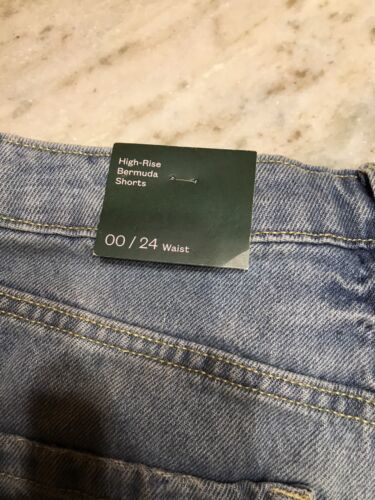 High-Rise
Bermuda
Shorts
00 / 24 Waist